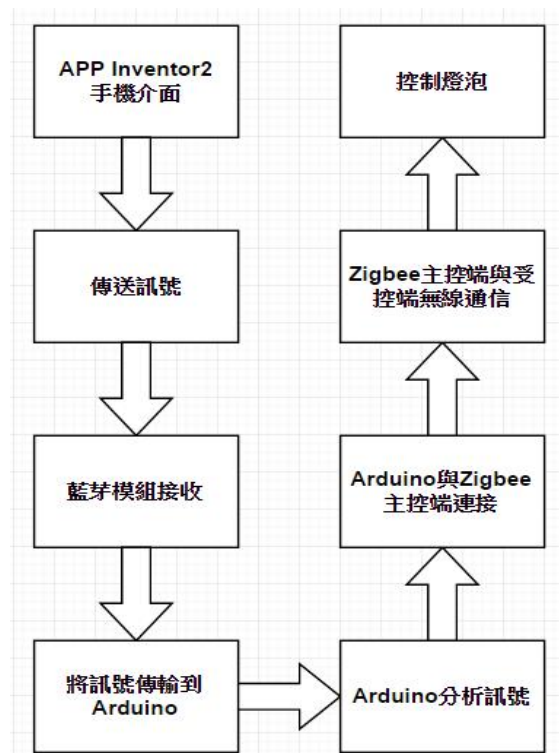 APP Inventor2
手機介面
傳送訊號
藍芽模組接收
將訊號傳輸到
Arduino
Arduino分析訊號
Arduino與Zigbee
主控端連接
Zigbee主控端與受
控端無線通信
控制燈泡